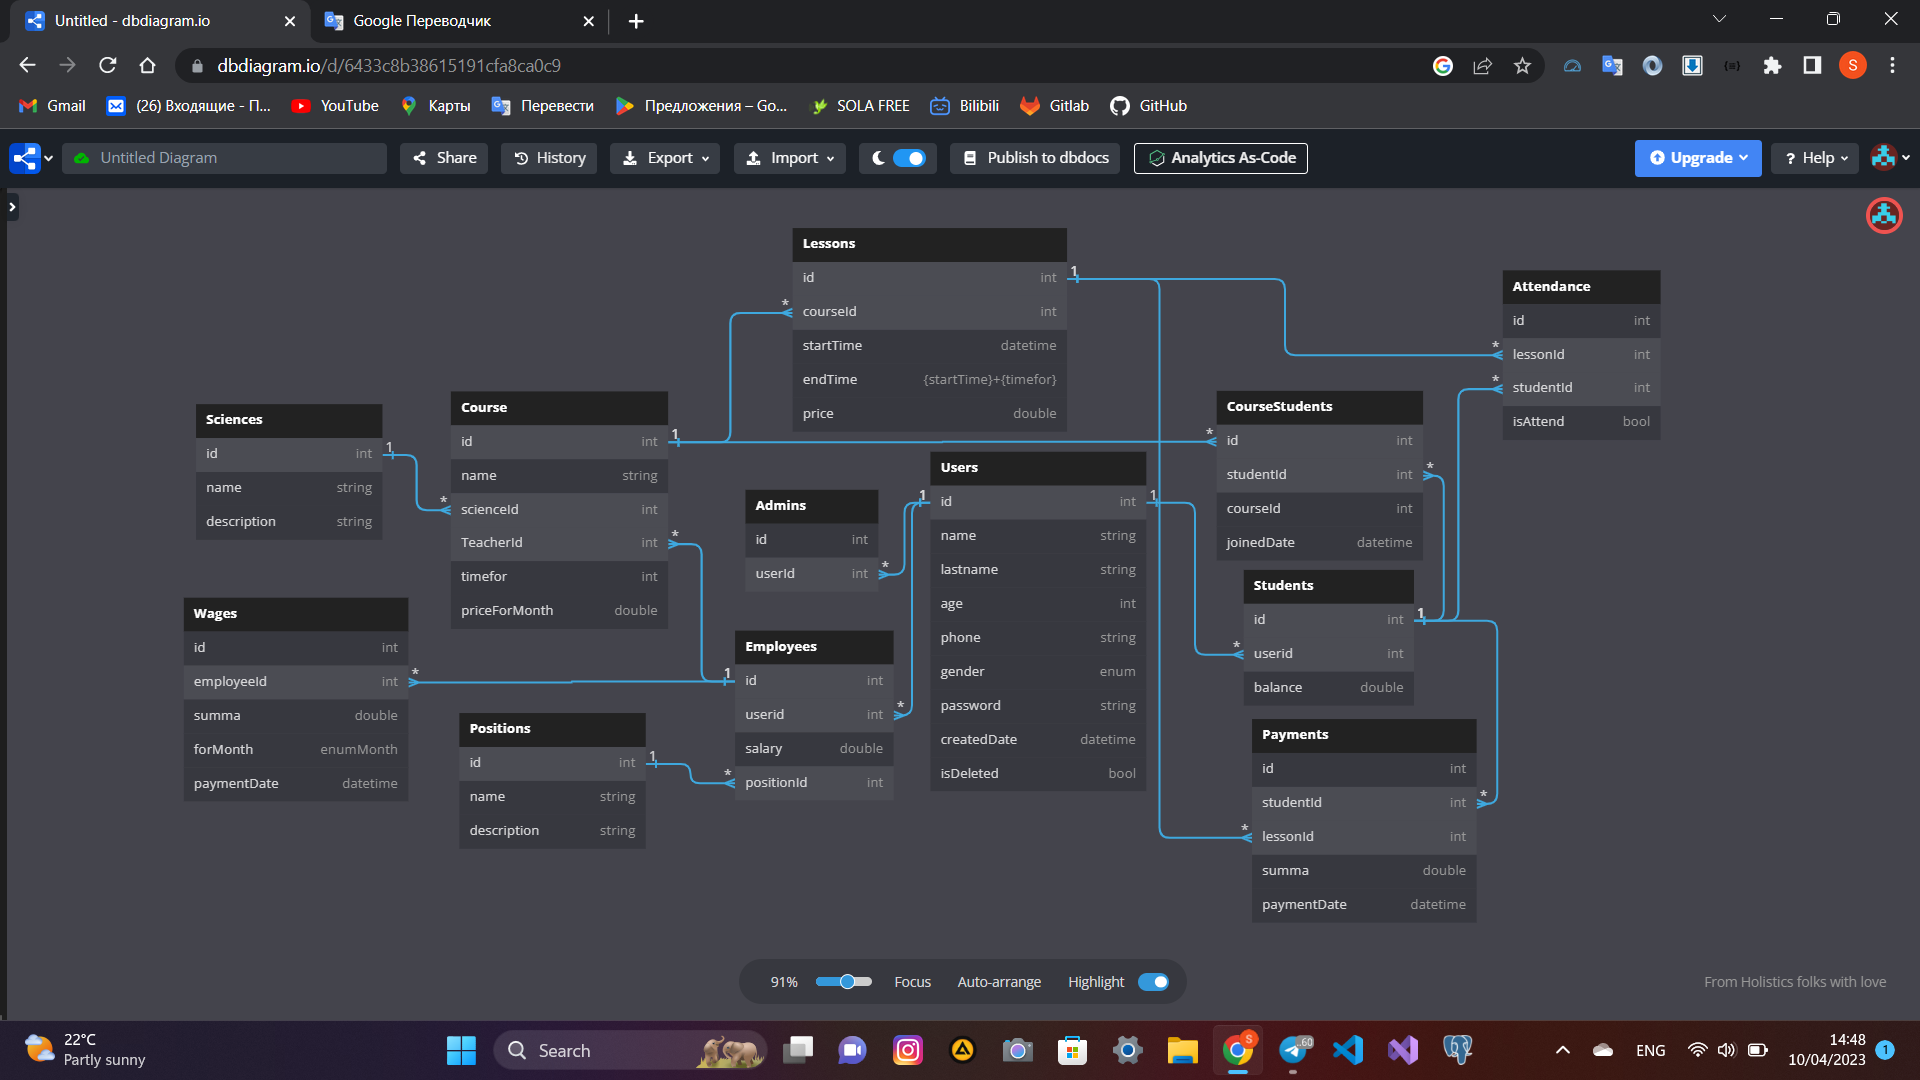 Untitled - dbdiagram.io
Google Переводчик
dbdiagram.io/d/6433c8b38615191cfa8ca0c9
S
Gmail
(26) Входящие - П...
YouTube
Карты
Перевести
Предложения – Go...
SOLA FREE
Bilibili
Gitlab
GitHub
Untitled Diagram
Share
History
Export
Import
Publish to dbdocs
Analytics As-Code
Upgrade
? Help
Lessons
id int
courseId int
startTime datetime
endTime {startTime}+{timefor}
price double
Attendance
id int
lessonId int
studentId int
isAttend bool
Sciences
id int
name string
description string
Course
id int
name string
scienceId int
TeacherId int
timefor int
priceForMonth double
CourseStudents
id int
studentId int
courseId int
joinedDate datetime
Admins
id int
userId int
Users
id int
name string
lastname string
age int
phone string
gender enum
password string
createdDate datetime
isDeleted bool
Students
id int
userid int
balance double
Wages
id int
employeeId int
summa double
forMonth enumMonth
paymentDate datetime
Employees
id int
userid int
salary double
positionId int
Positions
id int
name string
description string
Payments
id int
studentId int
lessonId int
summa double
paymentDate datetime
1
*
1
*
1
*
*
1
*
*
1
*
1
*
1
*
*
1
*
1
*
*
*
1
*
91%
Focus
Auto-arrange
Highlight
From Holistics folks with love
22°C
Partly sunny
Search
S
60
ENG
14:48
10/04/2023
1